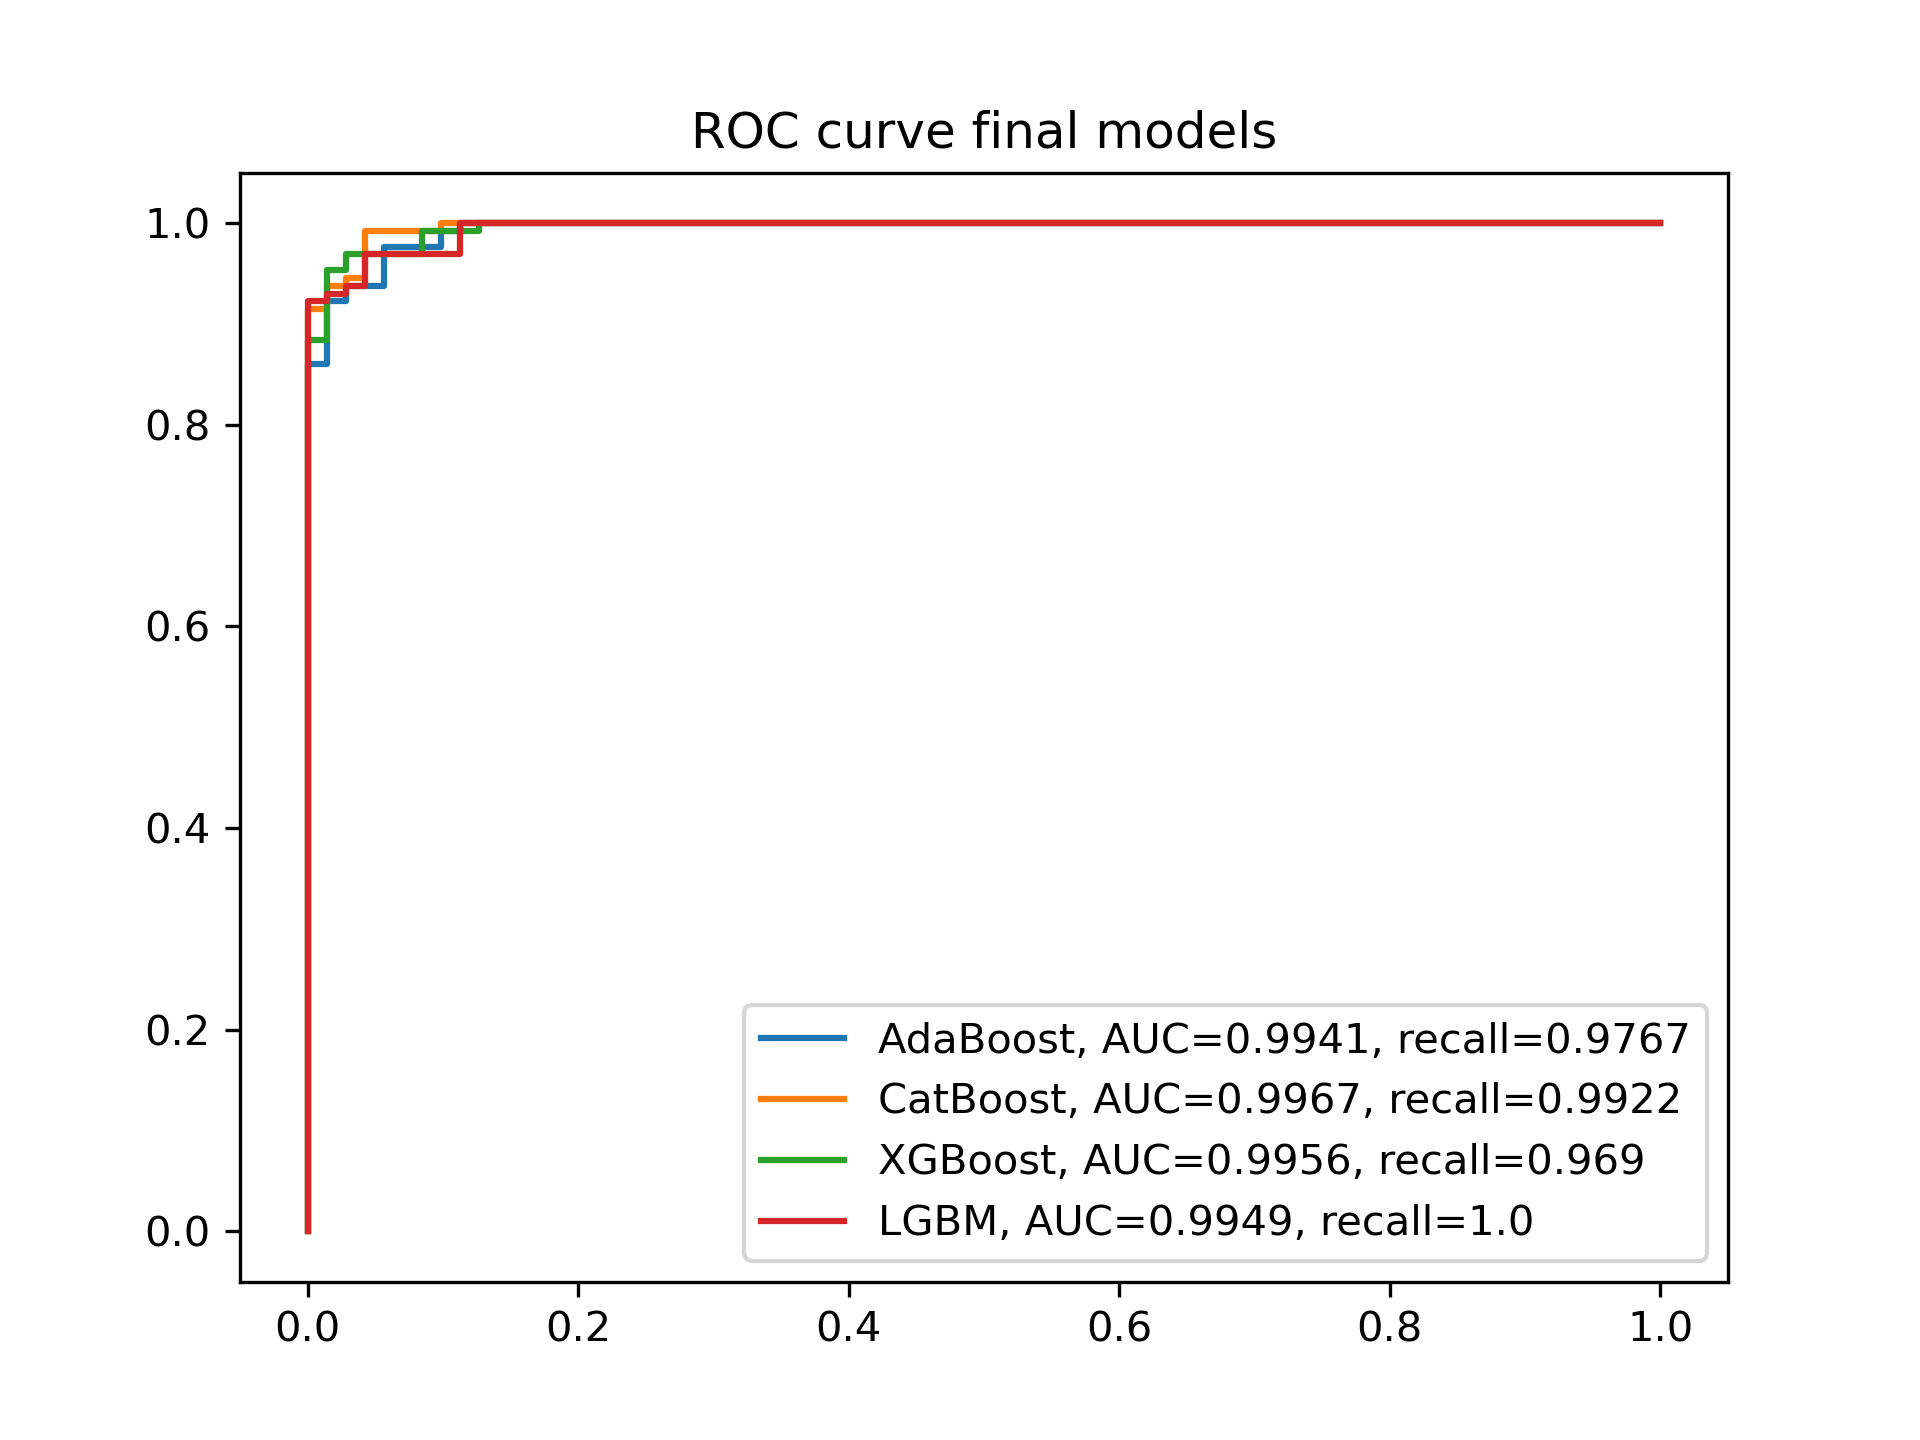 ROC curve final models
1.0
0.8
0.6
0.4
0.2
0.0
AdaBoost, AUC=0.9941, recall=0.9767
CatBoost, AUC=0.9967, recall=0.9922
XGBoost, AUC=0.9956, recall=0.969
LGBM, AUC=0.9949, recall=1.0
0.0 0.2 0.4 0.6 0.8 1.0